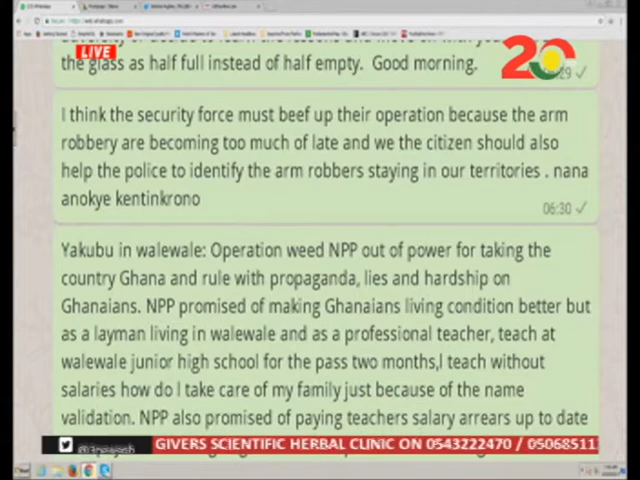 LIVE
20
the glass as half full instead of half empty. Good morning.
I think the security force must beef up their operation because the arm
robbery are becoming too much of late and we the citizen should also
help the police to identify the arm robbers staying in our territories . nana
anokye kentinkrono
06:30
Yakubu in walewale: Operation weed NPP out of power for taking the
country Ghana and rule with propaganda, lies and hardship on
Ghanaians. NPP promised of making Ghanaians living condition better but
as a layman living in walewale and as a professional teacher, teach at
walewale junior high school for the pass two months,I teach without
salaries how do I take care of my family just because of the name
validation. NPP also promised of paying teachers salary arrears up to date
GIVERS SCIENTIFIC HERBAL CLINIC ON 0543222470 / 05068511